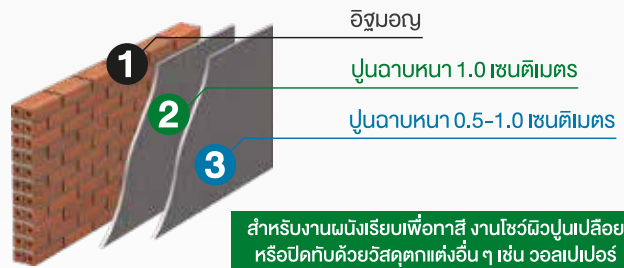 1
อิฐมอญ
2
ปูนฉาบหนา 1.0 เซนติเมตร
3
ปูนฉาบหนา 0.5-1.0 เซนติเมตร
สำหรับงานผนังเรียบเพื่อทาสี งานโชว์ผิวปูนเปลือย
หรือปิดทับด้วยวัสดุตกแต่งอื่น ๆ เช่น วอลเปเปอร์